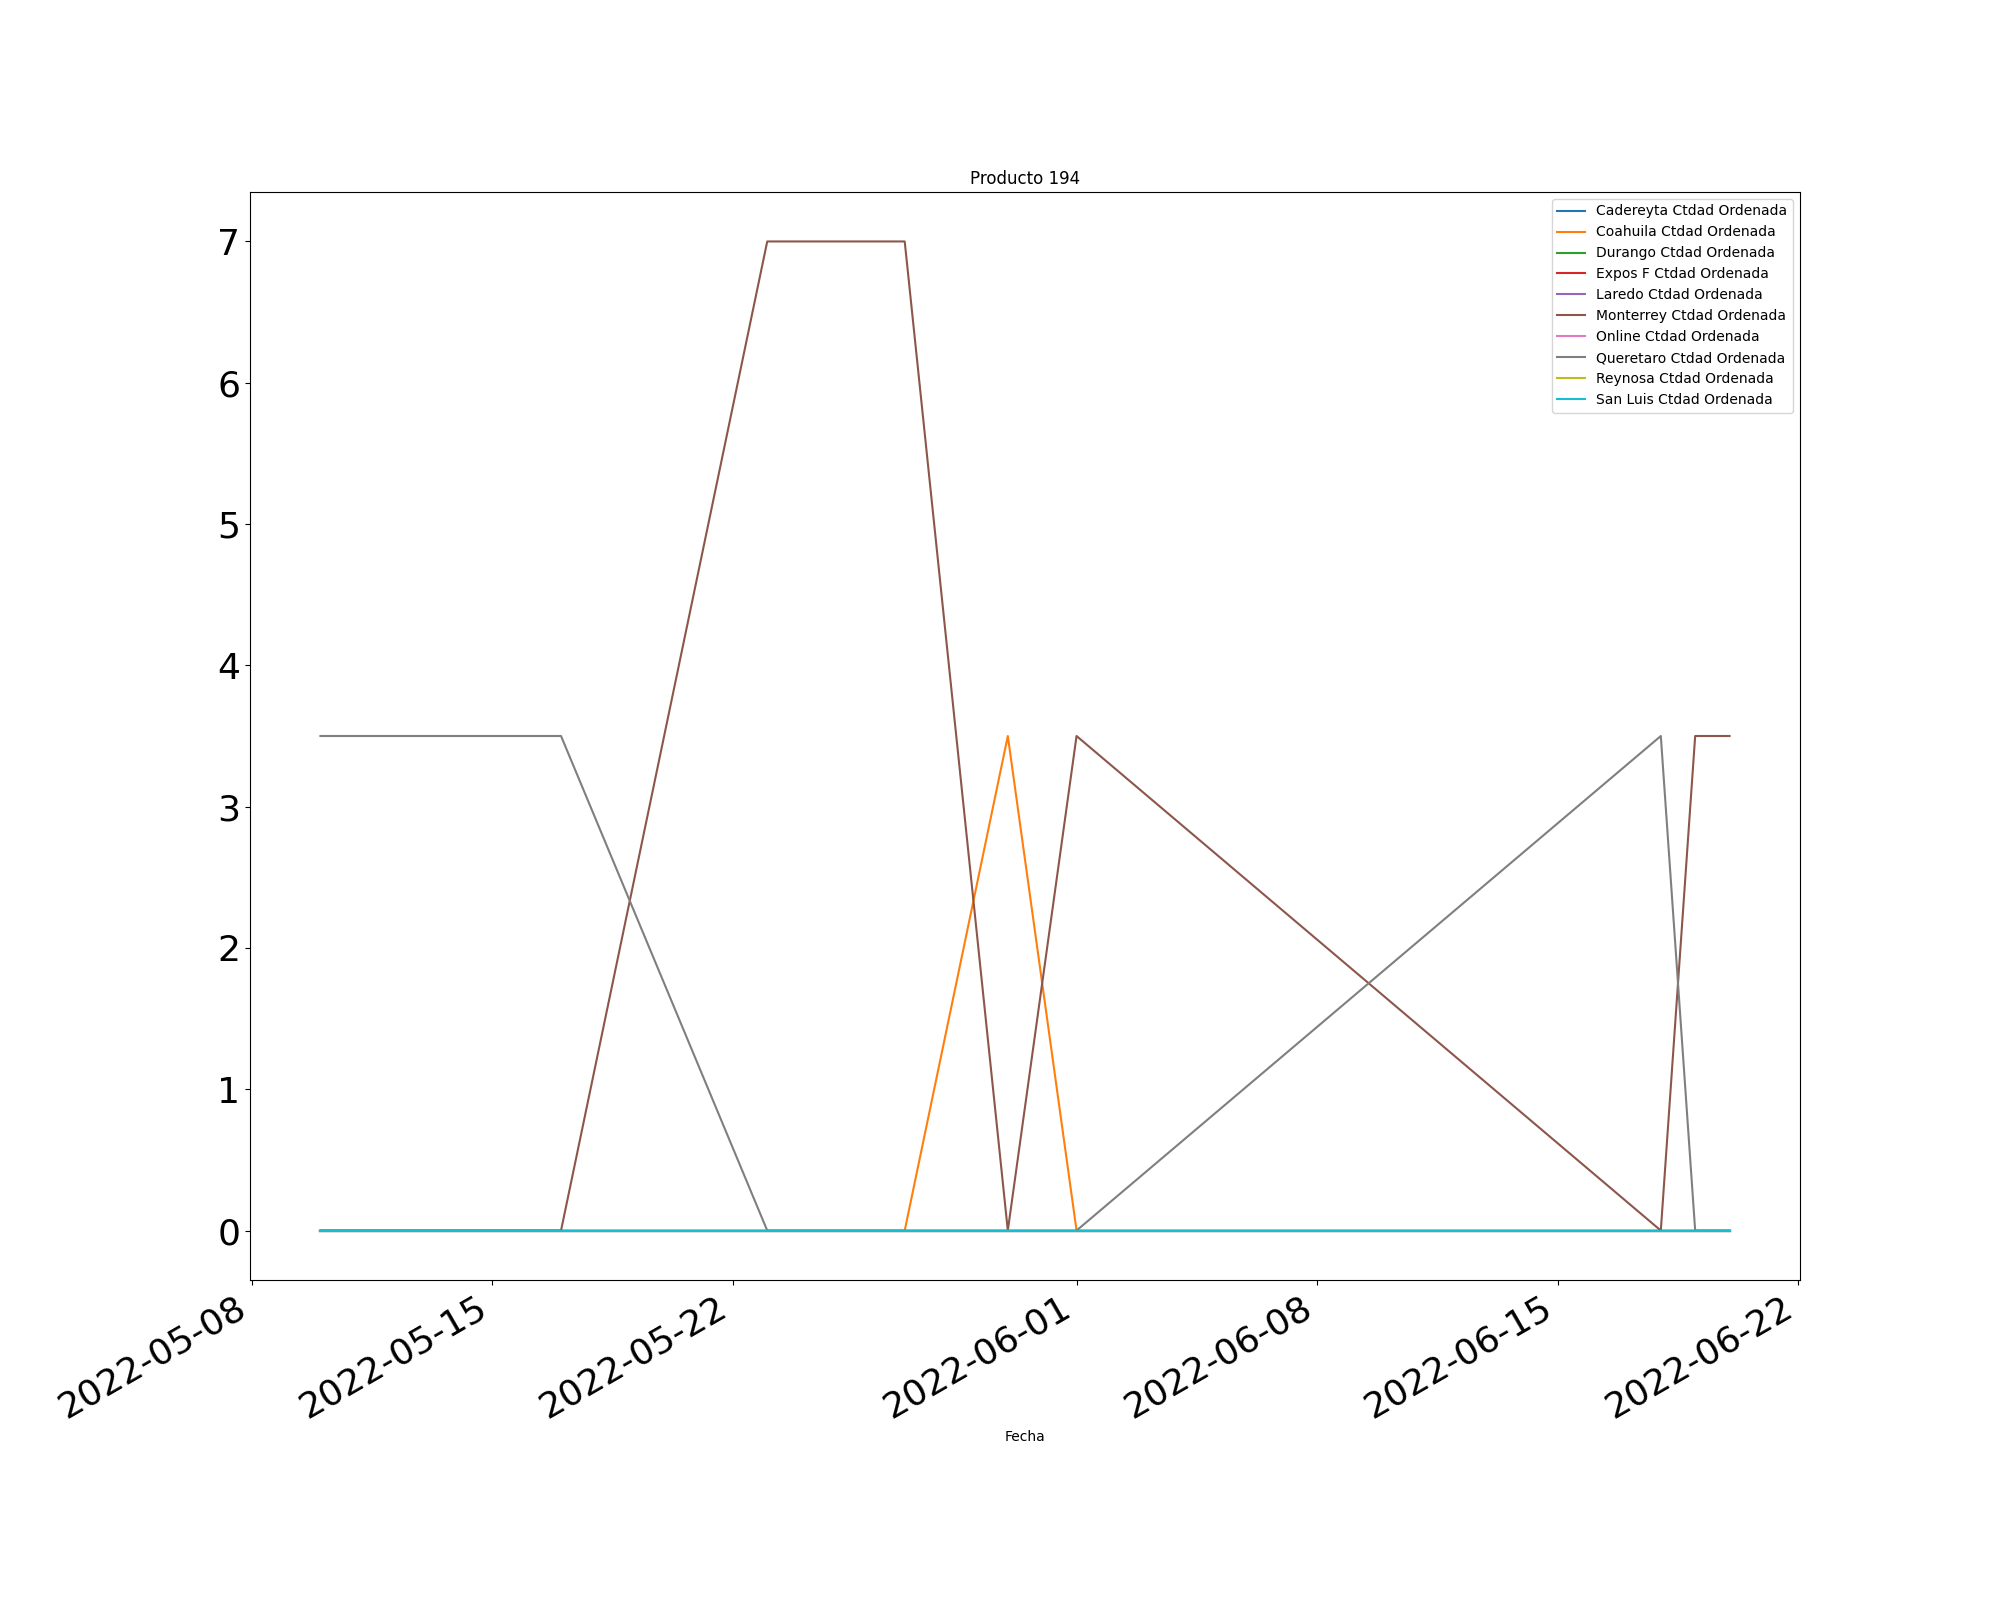 Producto 194
7
6
5
4
3
2
1
0
Cadereyta Ctdad Ordenada
Coahuila Ctdad Ordenada
Durango Ctdad Ordenada
Expos F Ctdad Ordenada
Laredo Ctdad Ordenada
Monterrey Ctdad Ordenada
Online Ctdad Ordenada
Queretaro Ctdad Ordenada
Reynosa Ctdad Ordenada
San Luis Ctdad Ordenada
2022-05-08
2022-05-15
2022-05-22
2022-06-01
2022-06-08
2022-06-15
2022-06-22
Fecha